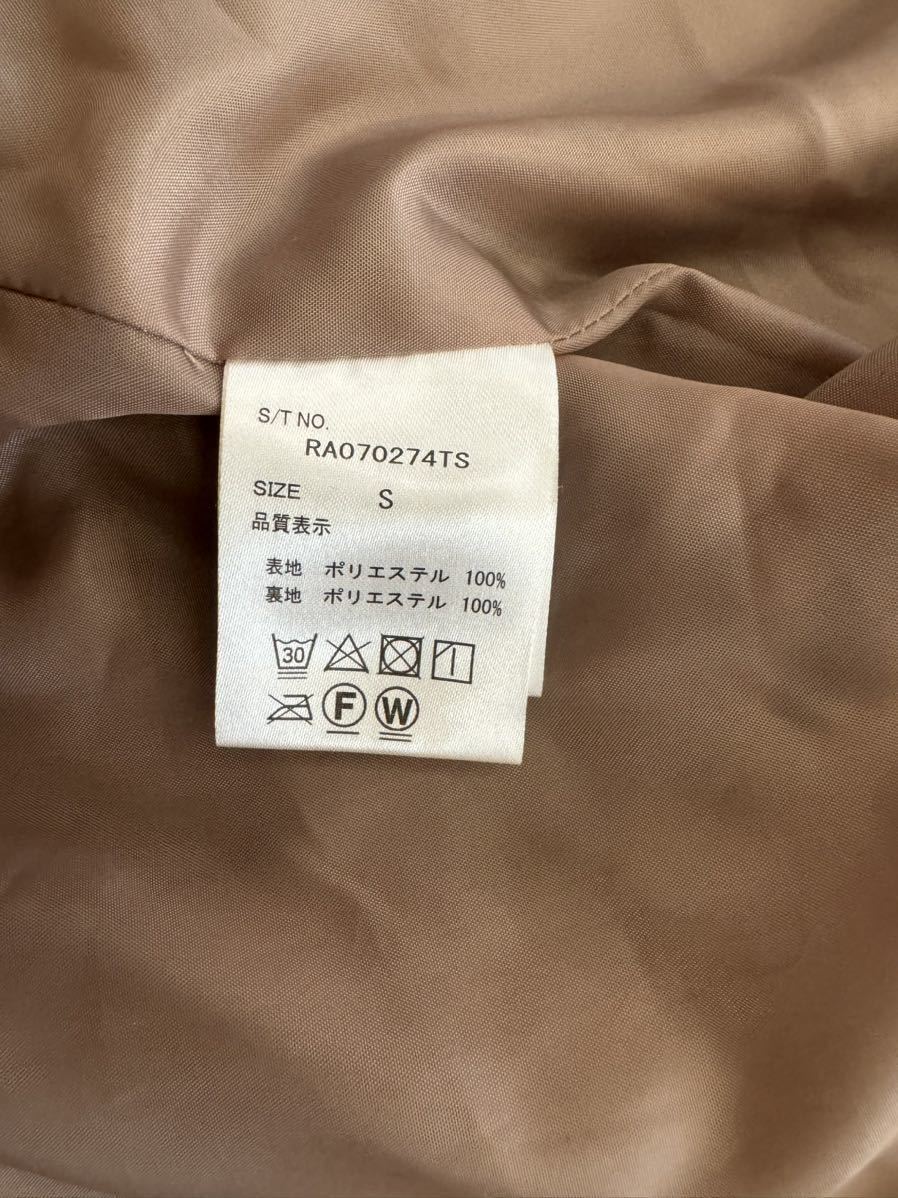 S/T NO.
RA070274TS
SIZE S
品質表示
表地 ポリエステル 100%
裏地 ポリエステル 100%
30
F W